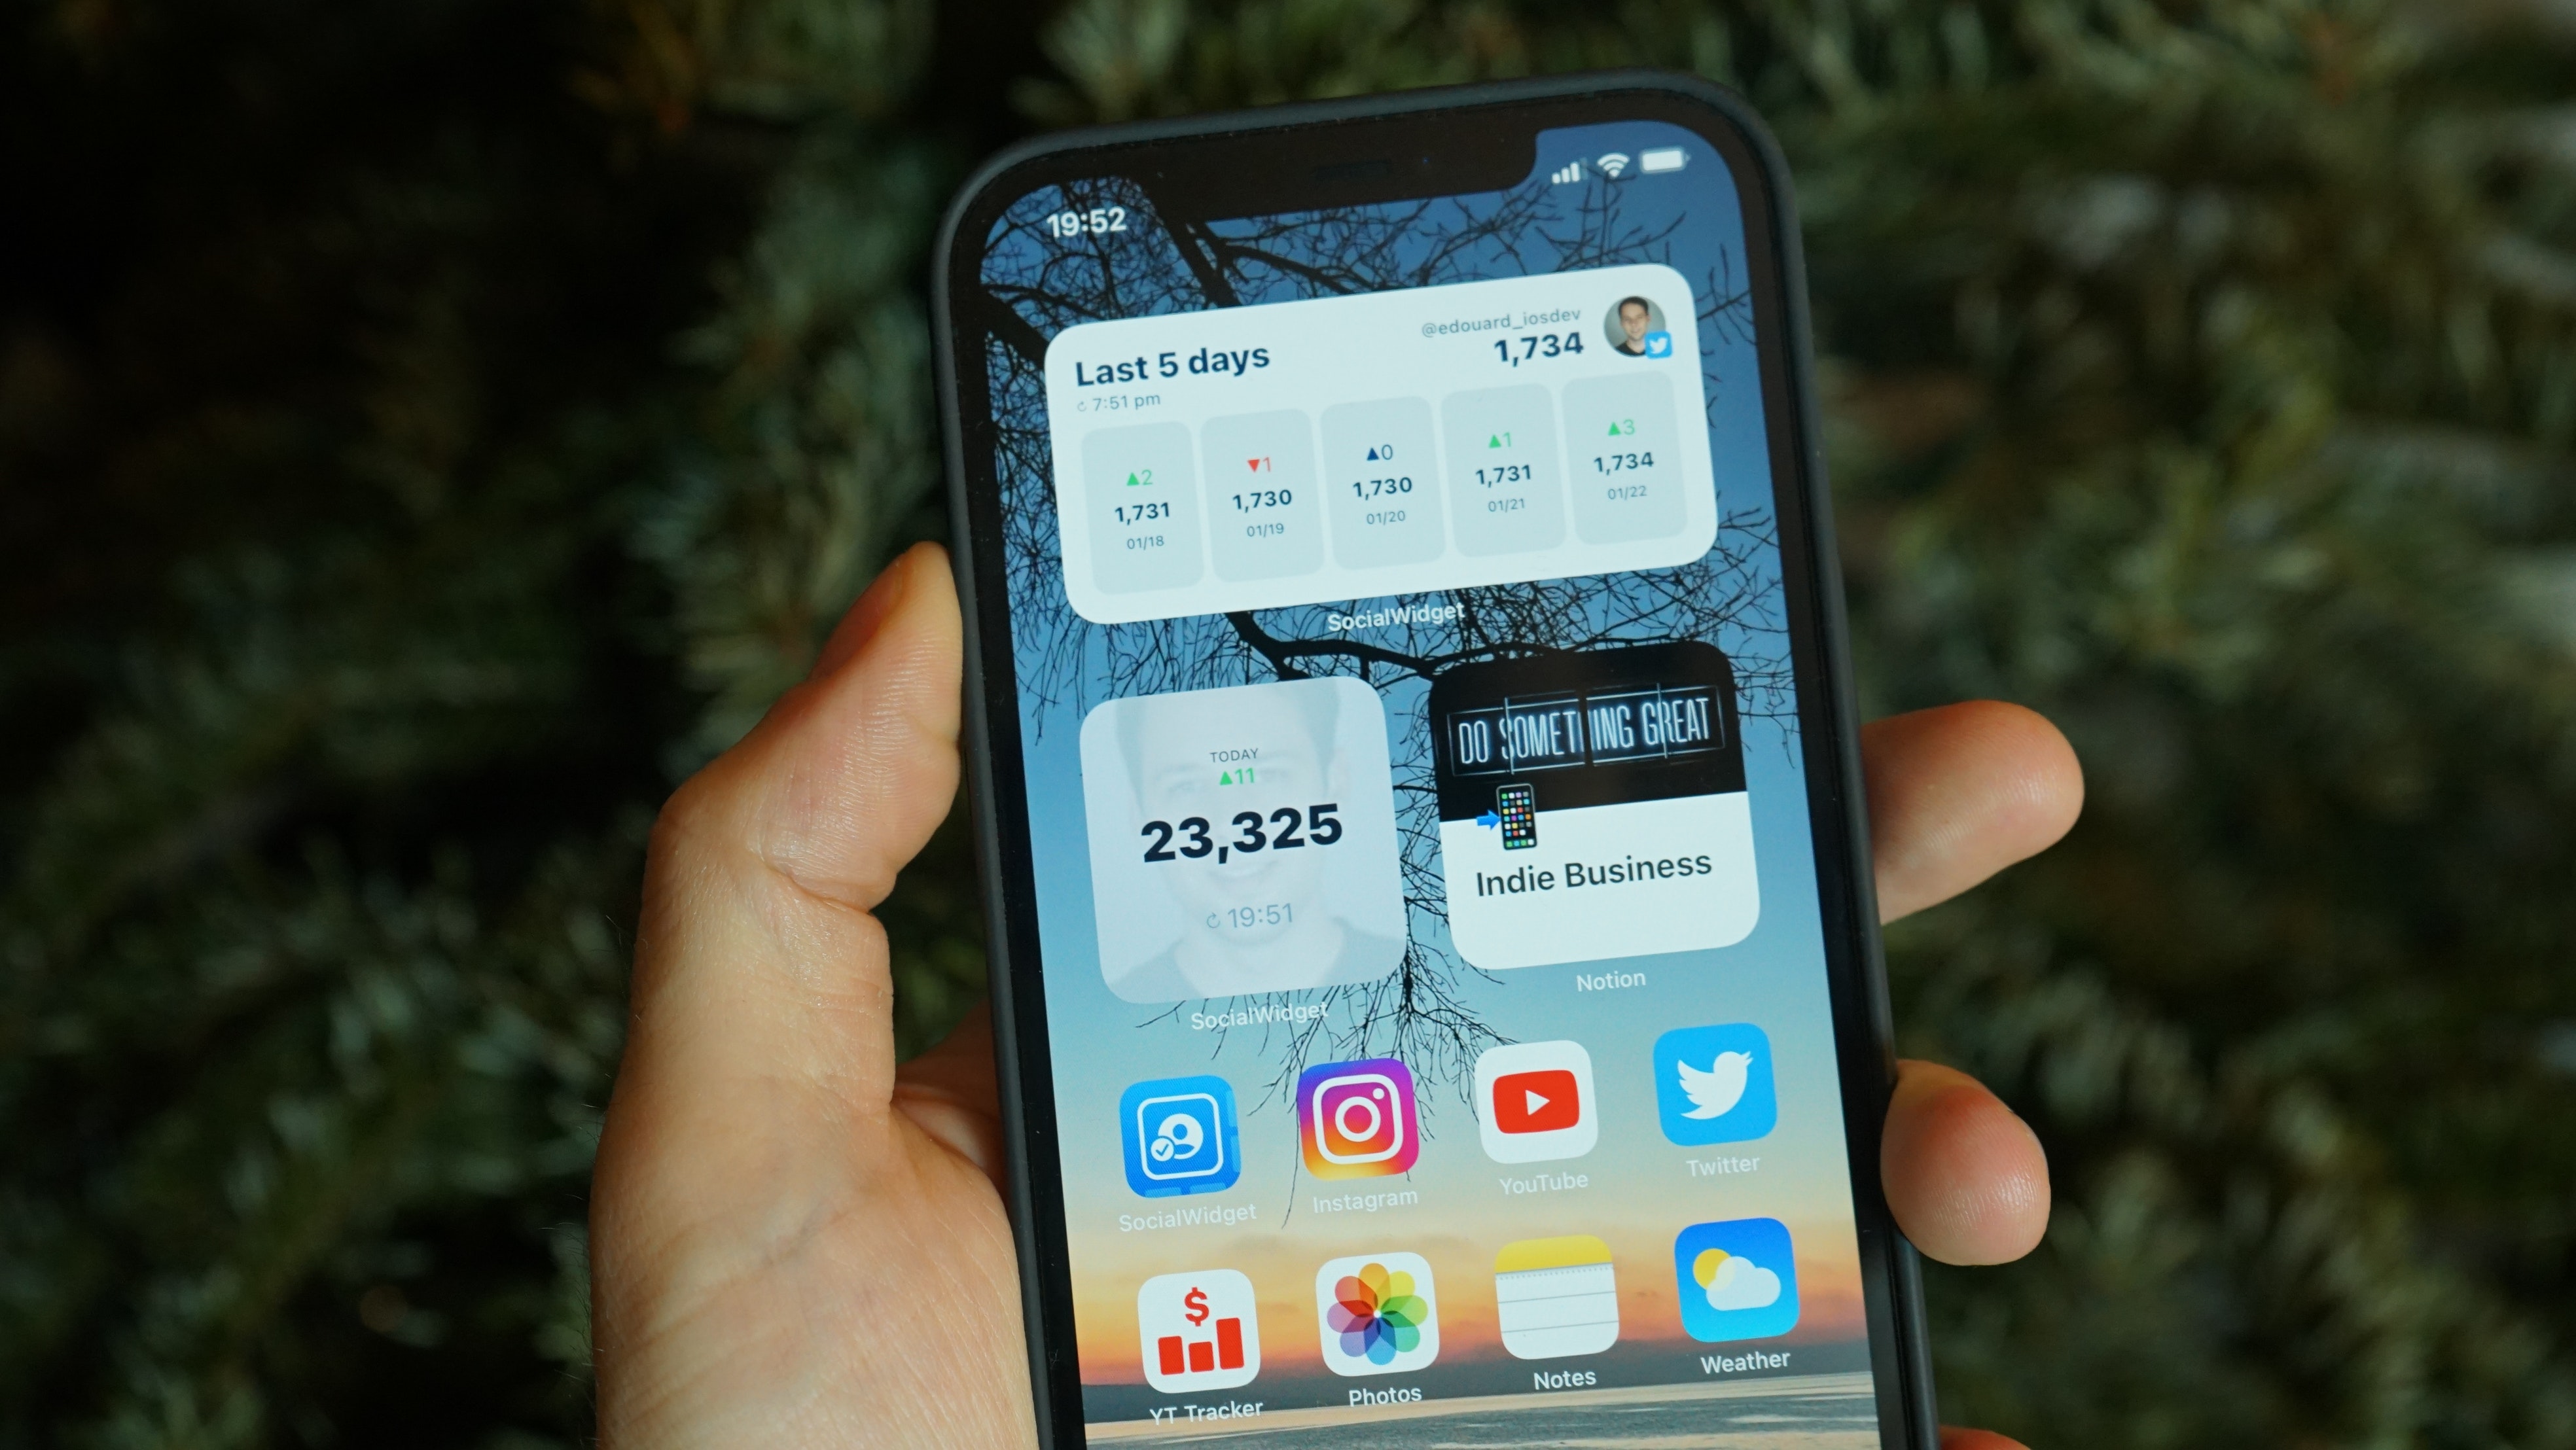 19:52
Last 5 days
7:51 pm
@edouard_iosdev
1,734
▲2
1,731
01/18
▼1
1,730
01/19
▲0
1,730
01/20
▲1
1,731
01/21
▲3
1,734
01/22
SocialWidget
TODAY
▲11
23,325
19:51
SocialWidget
DO SOMETHING GREAT
Indie Business
Notion
SocialWidget
Instagram
YouTube
Twitter
$
YT Tracker
Photos
Notes
Weather